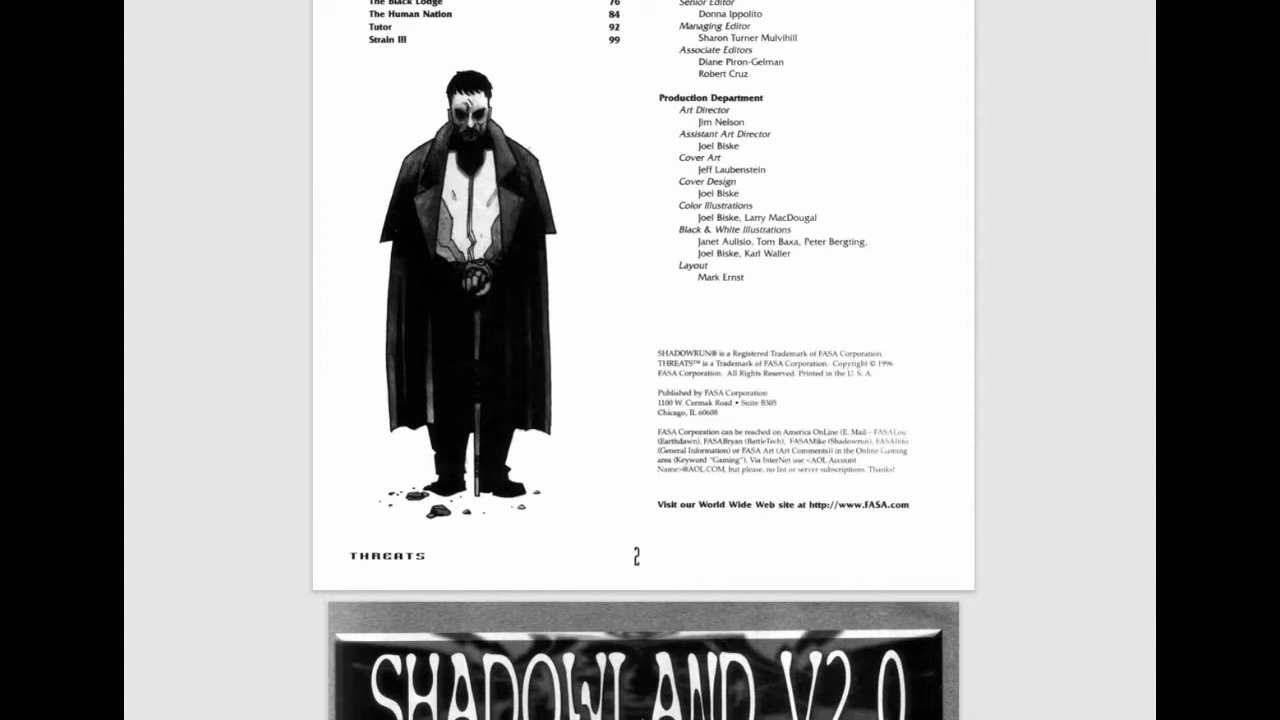 The Black Lodge 76
The Human Nation 84
Tutor 92
Strain III 99
Senior Editor
Donna Ippolito
Managing Editor
Sharon Turner Mulvihill
Associate Editors
Diane Piron-Gelman
Robert Cruz
Production Department
Art Director
Jim Nelson
Assistant Art Director
Joel Biske
Cover Art
Jeff Laubenstein
Cover Design
Joel Biske
Color Illustrations
Joel Biske, Larry MacDougal
Black & White Illustrations
Janet Aulisio, Tom Baxa, Peter Bergting,
Joel Biske, Karl Waller
Layout
Mark Ernst
SHADOWRUN® is a Registered Trademark of FASA Corporation.
THREATS™ is a Trademark of FASA Corporation. Copyright © 1996
FASA Corporation. All Rights Reserved. Printed in the U. S. A.
Published by FASA Corporation
1100 W. Cermak Road • Suite B305
Chicago, IL 60608
FASA Corporation can be reached on America OnLine (E. Mail—FASALou
(Earthdawn), FASABryan (BattleTech), FASAMike (Shadowrun), FASAInfo
(General Information) or FASA Art (Art Comments)) in the Online Gaming
area (Keyword "Gaming"). Via InterNet use <AOL Account
Name>@AOL.COM, but please, no list or server subscriptions. Thanks!
Visit our World Wide Web site at http://www.FASA.com
THREATS 2
SHADOWLAND V2.0